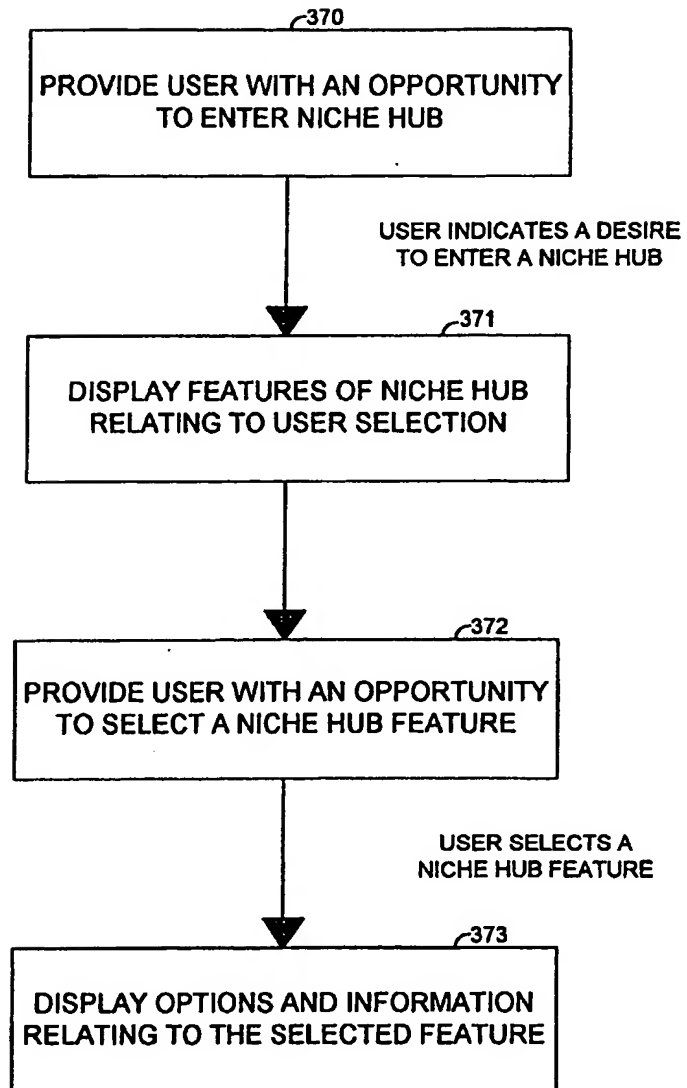 370
PROVIDE USER WITH AN OPPORTUNITY
TO ENTER NICHE HUB
USER INDICATES A DESIRE
TO ENTER A NICHE HUB
371
DISPLAY FEATURES OF NICHE HUB
RELATING TO USER SELECTION
372
PROVIDE USER WITH AN OPPORTUNITY
TO SELECT A NICHE HUB FEATURE
USER SELECTS A
NICHE HUB FEATURE
373
DISPLAY OPTIONS AND INFORMATION
RELATING TO THE SELECTED FEATURE